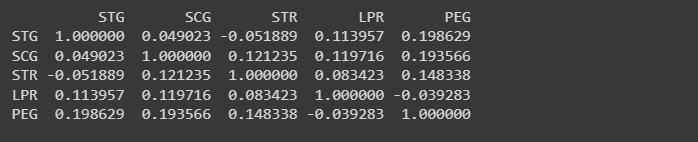 STG SCG STR LPR PEG
STG 1.000000 0.049023 -0.051889 0.113957 0.198629
SCG 0.049023 1.000000 0.121235 0.119716 0.193566
STR -0.051889 0.121235 1.000000 0.083423 0.148338
LPR 0.113957 0.119716 0.083423 1.000000 -0.039283
PEG 0.198629 0.193566 0.148338 -0.039283 1.000000